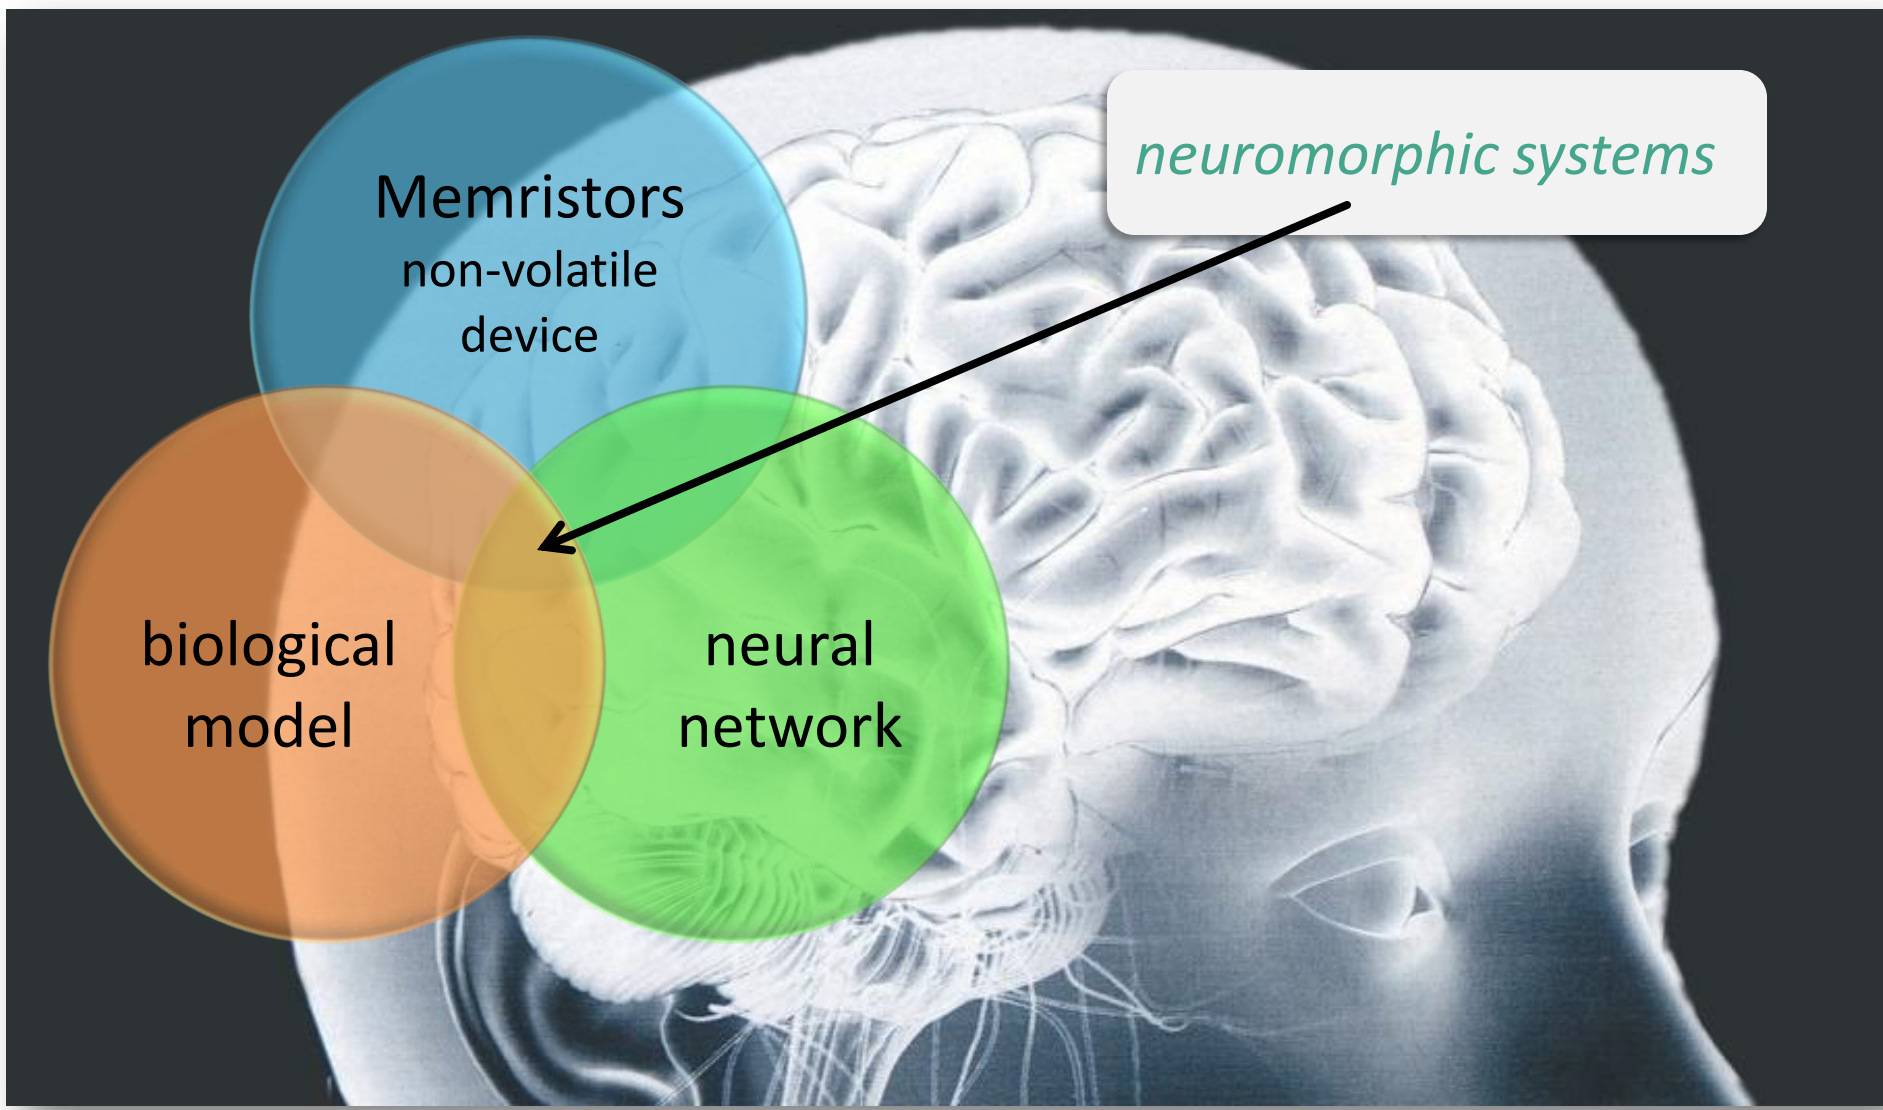 neuromorphic systems
Memristors
non-volatile
device
biological
model
neural
network